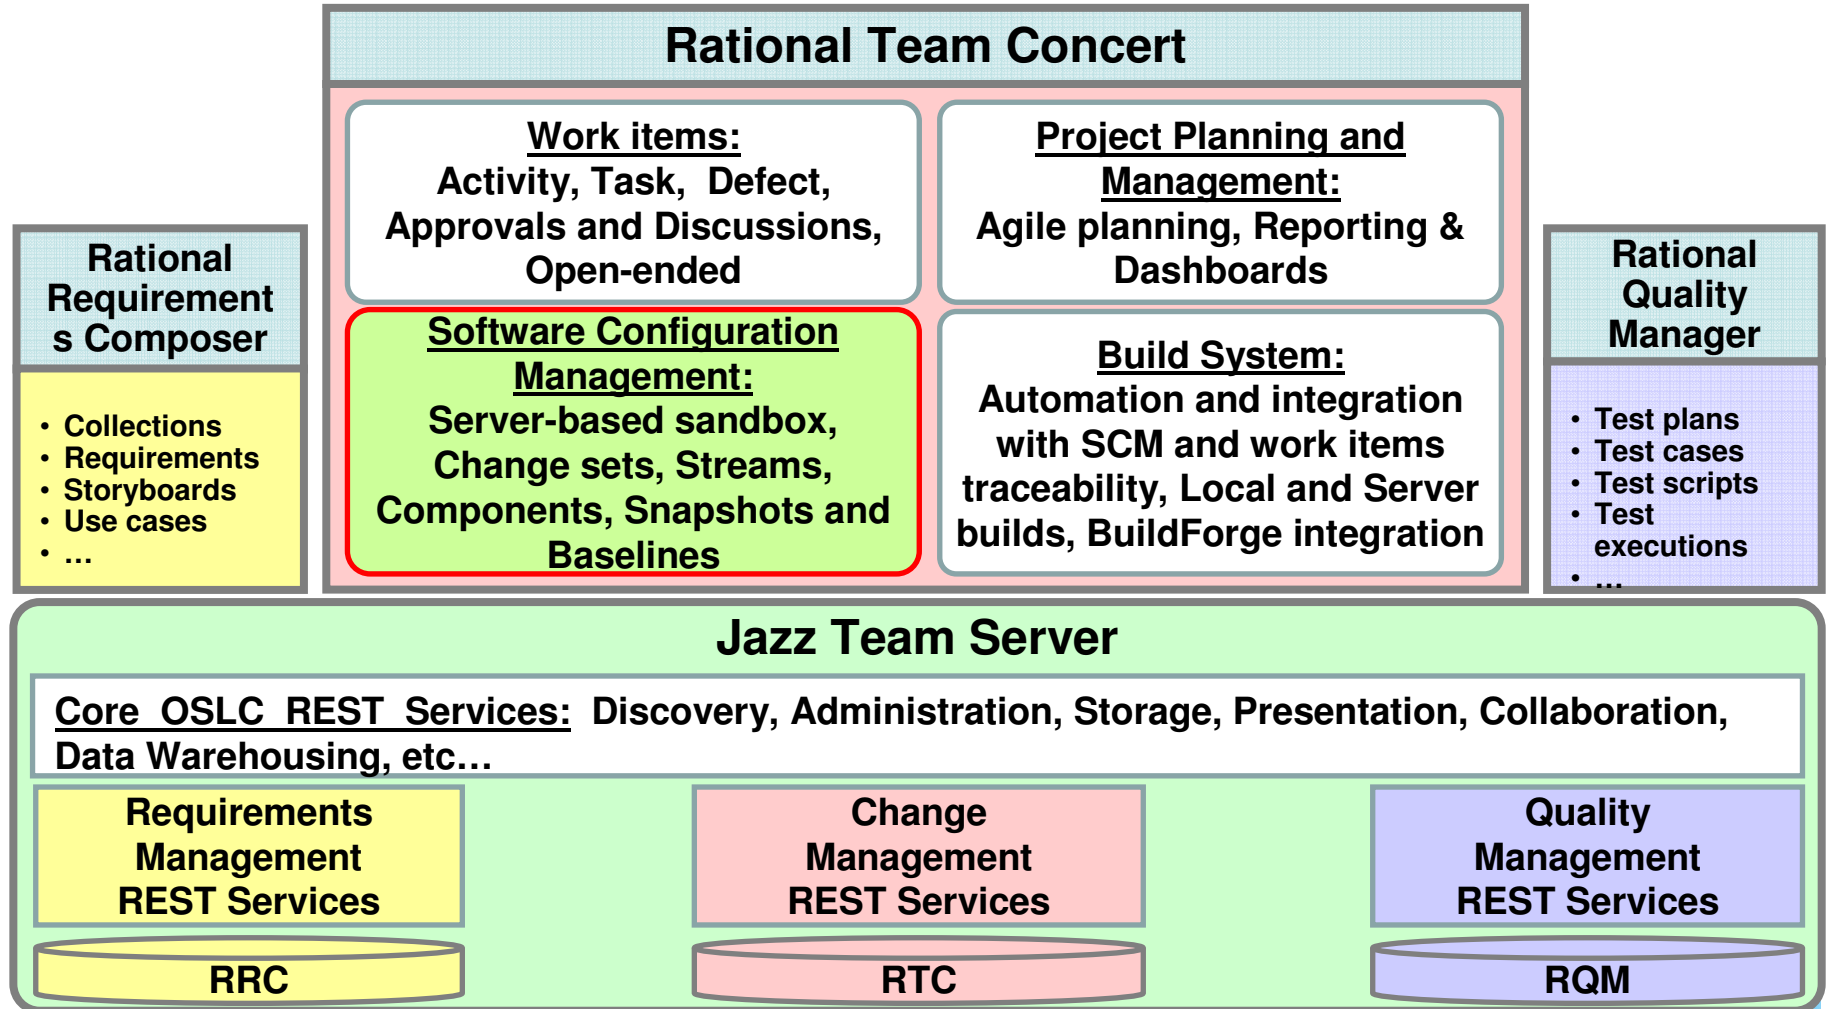 Rational Team Concert
Work items:
Activity, Task,  Defect,
Approvals and Discussions,
Open-ended
Project Planning and
Management:
Agile planning, Reporting &
Dashboards
Software Configuration
Management:
Server-based sandbox,
Change sets, Streams,
Components, Snapshots and
Baselines
Build System:
Automation and integration
with SCM and work items
traceability, Local and Server
builds, BuildForge integration
Rational
Requirement
s Composer
• Collections
• Requirements
• Storyboards
• Use cases
• ...
Rational
Quality
Manager
• Test plans
• Test cases
• Test scripts
• Test
executions
• ...
Jazz Team Server
Core  OSLC  REST  Services:  Discovery, Administration, Storage, Presentation, Collaboration,
Data Warehousing, etc...
Requirements
Management
REST Services
Change
Management
REST Services
Quality
Management
REST Services
RRC
RTC
RQM